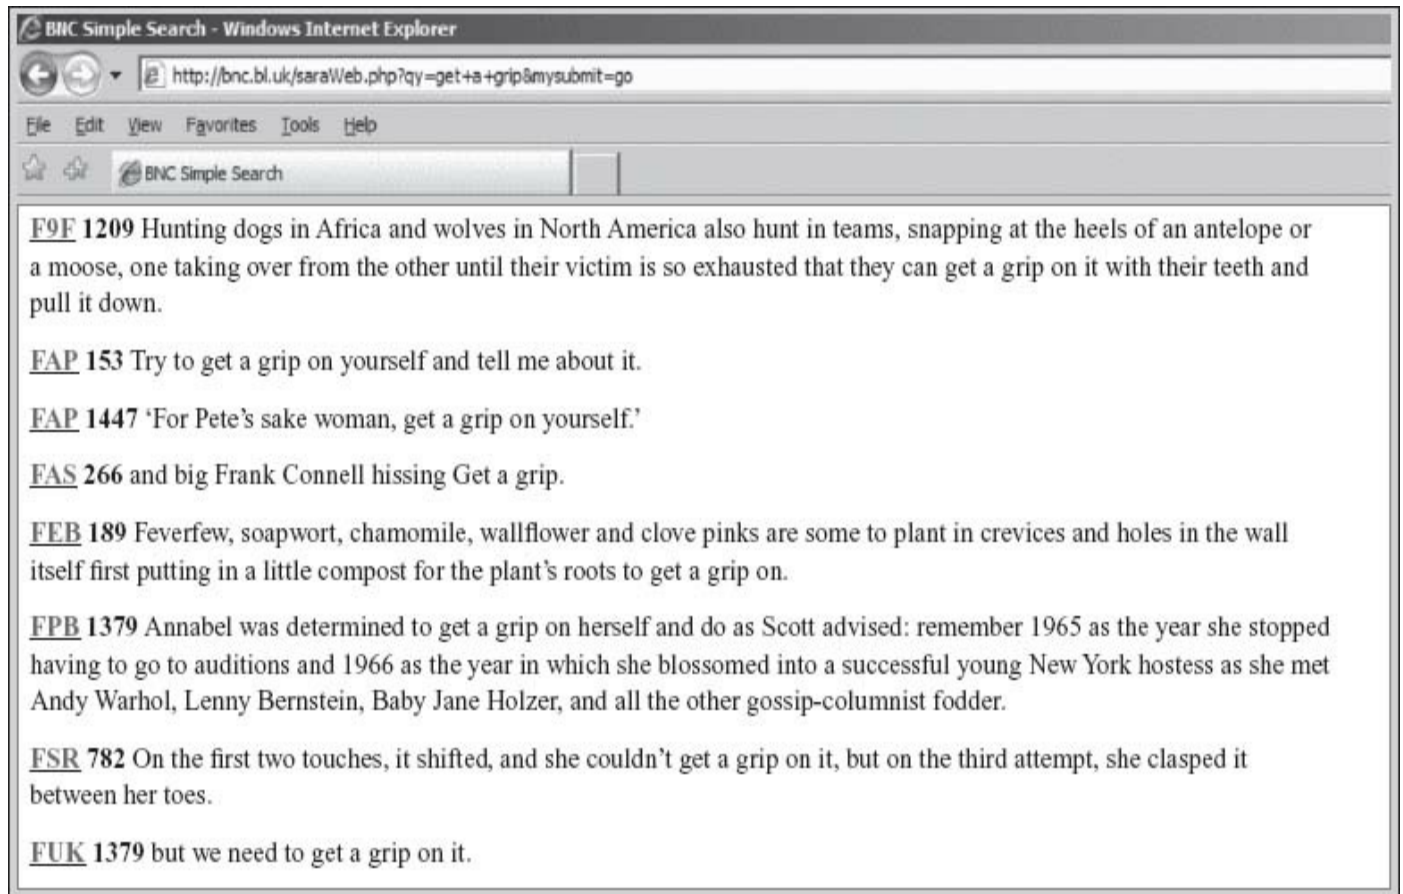 BNC Simple Search - Windows Internet Explorer
http://bnc.bl.uk/saraWeb.php?qy=get+a+grip&mysubmit=go
File Edit View Favorites Tools Help
BNC Simple Search
F9F 1209 Hunting dogs in Africa and wolves in North America also hunt in teams, snapping at the heels of an antelope or
a moose, one taking over from the other until their victim is so exhausted that they can get a grip on it with their teeth and
pull it down.
FAP 153 Try to get a grip on yourself and tell me about it.
FAP 1447 ‘For Pete’s sake woman, get a grip on yourself.’
FAS 266 and big Frank Connell hissing Get a grip.
FEB 189 Feverfew, soapwort, chamomile, wallflower and clove pinks are some to plant in crevices and holes in the wall
itself first putting in a little compost for the plant’s roots to get a grip on.
FPB 1379 Annabel was determined to get a grip on herself and do as Scott advised: remember 1965 as the year she stopped
having to go to auditions and 1966 as the year in which she blossomed into a successful young New York hostess as she met
Andy Warhol, Lenny Bernstein, Baby Jane Holzer, and all the other gossip-columnist fodder.
FSR 782 On the first two touches, it shifted, and she couldn’t get a grip on it, but on the third attempt, she clasped it
between her toes.
FUK 1379 but we need to get a grip on it.